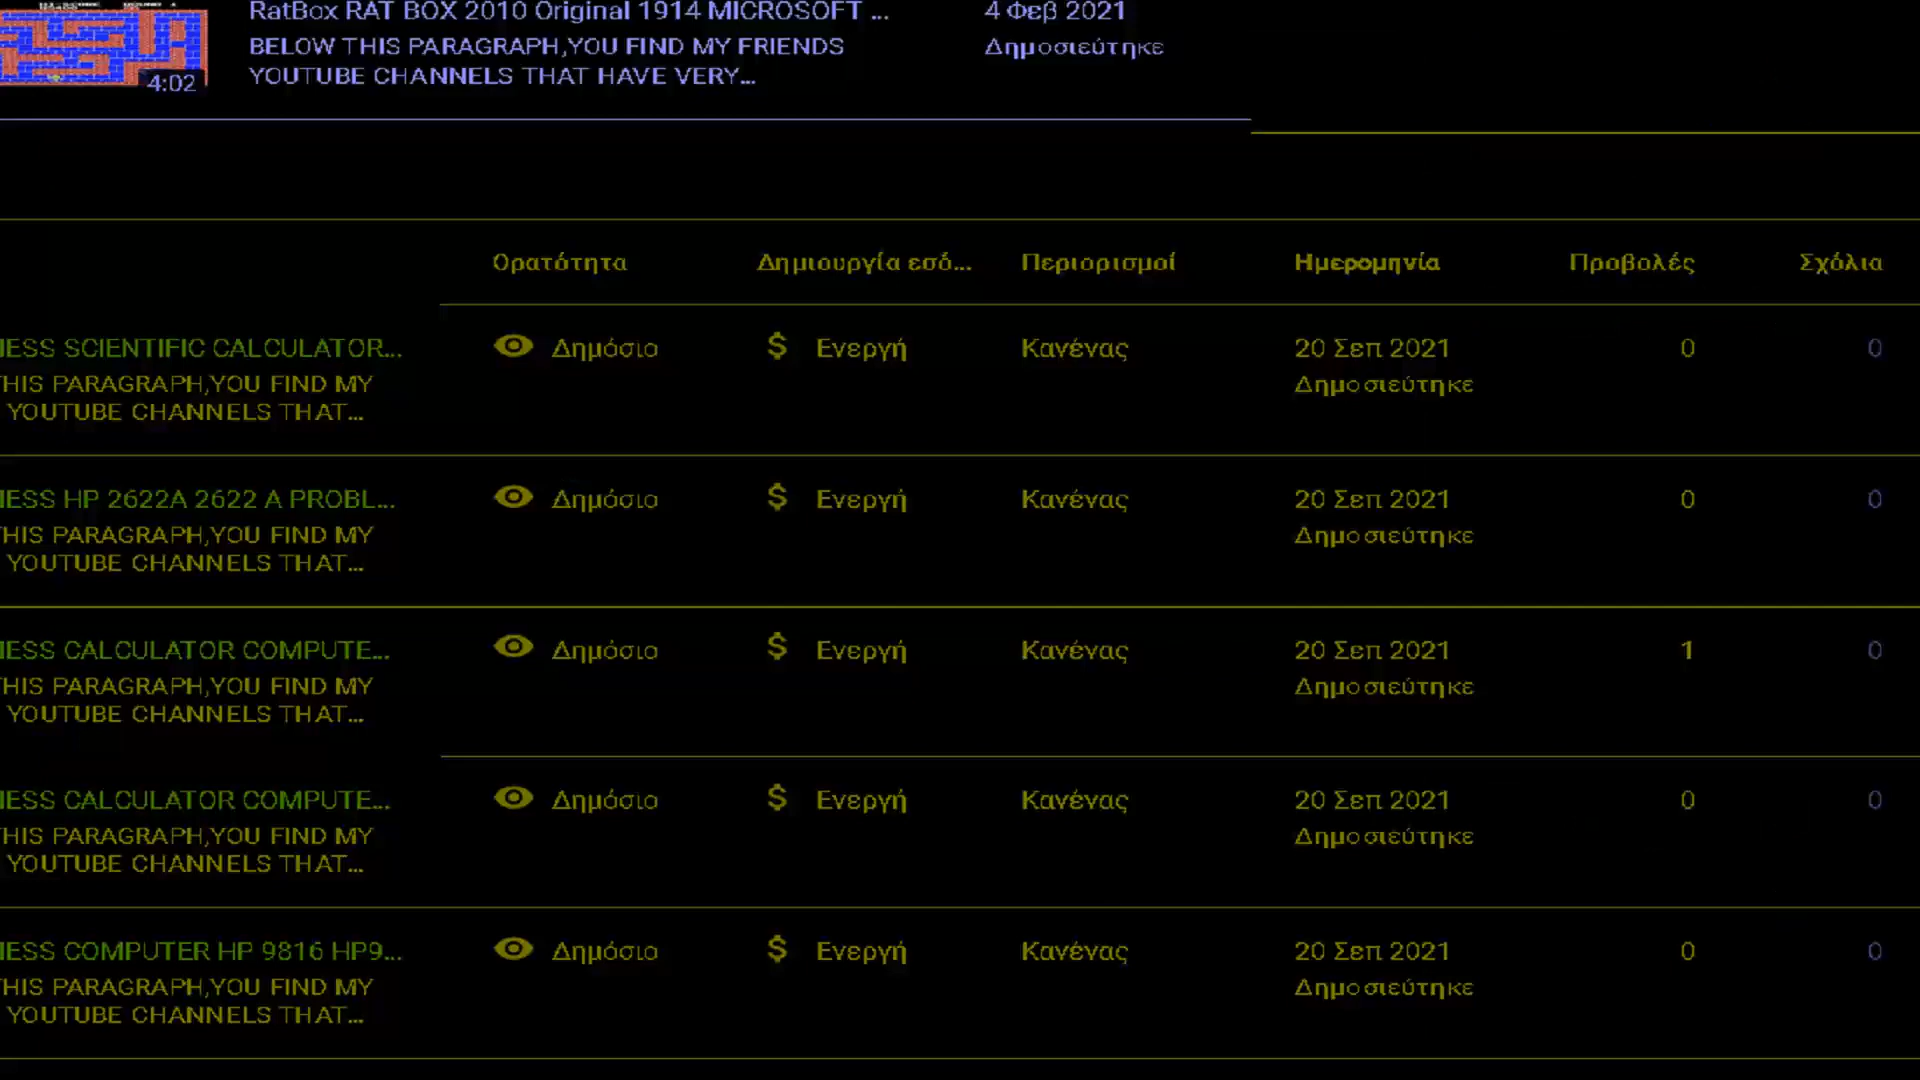 RatBox RAT BOX 2010 Original 1914 MICROSOFT ...
4 Φεβ 2021
BELOW THIS PARAGRAPH,YOU FIND MY FRIENDS
Δημοσιεύτηκε
YOUTUBE CHANNELS THAT HAVE VERY...
4:02
Ορατότητα Δημιουργία εσό... Περιορισμοί Ημερομηνία Προβολές Σχόλια
IESS SCIENTIFIC CALCULATOR... Δημόσιο $ Ενεργή Κανένας 20 Σεπ 2021 0 0
THIS PARAGRAPH,YOU FIND MY Δημοσιεύτηκε
YOUTUBE CHANNELS THAT...
IESS HP 2622A 2622 A PROBL... Δημόσιο $ Ενεργή Κανένας 20 Σεπ 2021 0 0
THIS PARAGRAPH,YOU FIND MY Δημοσιεύτηκε
YOUTUBE CHANNELS THAT...
IESS CALCULATOR COMPUTE... Δημόσιο $ Ενεργή Κανένας 20 Σεπ 2021 1 0
THIS PARAGRAPH,YOU FIND MY Δημοσιεύτηκε
YOUTUBE CHANNELS THAT...
IESS CALCULATOR COMPUTE... Δημόσιο $ Ενεργή Κανένας 20 Σεπ 2021 0 0
THIS PARAGRAPH,YOU FIND MY Δημοσιεύτηκε
YOUTUBE CHANNELS THAT...
IESS COMPUTER HP 9816 HP9... Δημόσιο $ Ενεργή Κανένας 20 Σεπ 2021 0 0
THIS PARAGRAPH,YOU FIND MY Δημοσιεύτηκε
YOUTUBE CHANNELS THAT...